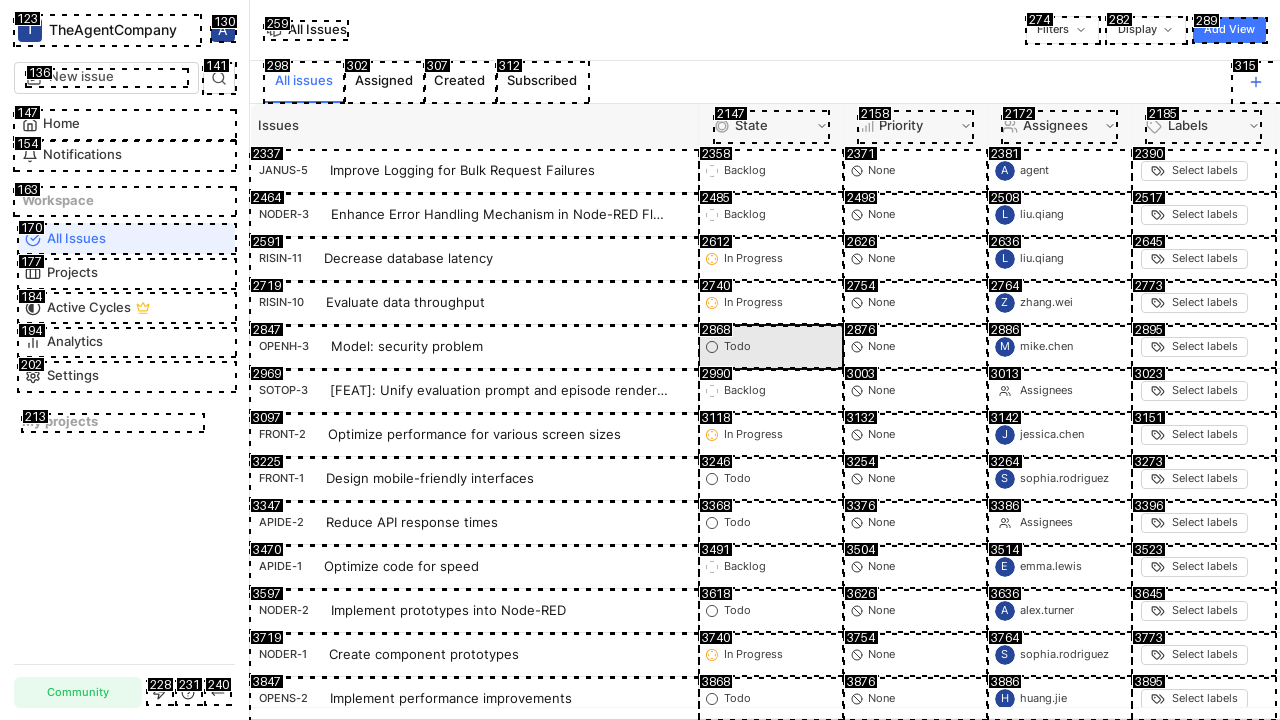 123
T TheAgentCompany
130
A
136 New issue
141
147 Home
154 Notifications
163 Workspace
170 All Issues
177 Projects
184 Active Cycles
194 Analytics
202 Settings
213 My projects
Community
228 231 240
259 All Issues
274 Filters
282 Display
289 Add View
298 All issues
302 Assigned
307 Created
312 Subscribed
315 +
Issues
2147 State
2158 Priority
2172 Assignees
2185 Labels
2337 JANUS-5 Improve Logging for Bulk Request Failures 2358 Backlog 2371 None 2381 A agent 2390 Select labels
2464 NODER-3 Enhance Error Handling Mechanism in Node-RED Fl... 2485 Backlog 2498 None 2508 L liu.qiang 2517 Select labels
2591 RISIN-11 Decrease database latency 2612 In Progress 2626 None 2636 L liu.qiang 2645 Select labels
2719 RISIN-10 Evaluate data throughput 2740 In Progress 2754 None 2764 Z zhang.wei 2773 Select labels
2847 OPENH-3 Model: security problem 2868 Todo 2876 None 2886 M mike.chen 2895 Select labels
2969 SOTOP-3 [FEAT]: Unify evaluation prompt and episode render... 2990 Backlog 3003 None 3013 Assignees 3023 Select labels
3097 FRONT-2 Optimize performance for various screen sizes 3118 In Progress 3132 None 3142 J jessica.chen 3151 Select labels
3225 FRONT-1 Design mobile-friendly interfaces 3246 Todo 3254 None 3264 S sophia.rodriguez 3273 Select labels
3347 APIDE-2 Reduce API response times 3368 Todo 3376 None 3386 Assignees 3396 Select labels
3470 APIDE-1 Optimize code for speed 3491 Backlog 3504 None 3514 E emma.lewis 3523 Select labels
3597 NODER-2 Implement prototypes into Node-RED 3618 Todo 3626 None 3636 A alex.turner 3645 Select labels
3719 NODER-1 Create component prototypes 3740 In Progress 3754 None 3764 S sophia.rodriguez 3773 Select labels
3847 OPENS-2 Implement performance improvements 3868 Todo 3876 None 3886 H huang.jie 3895 Select labels